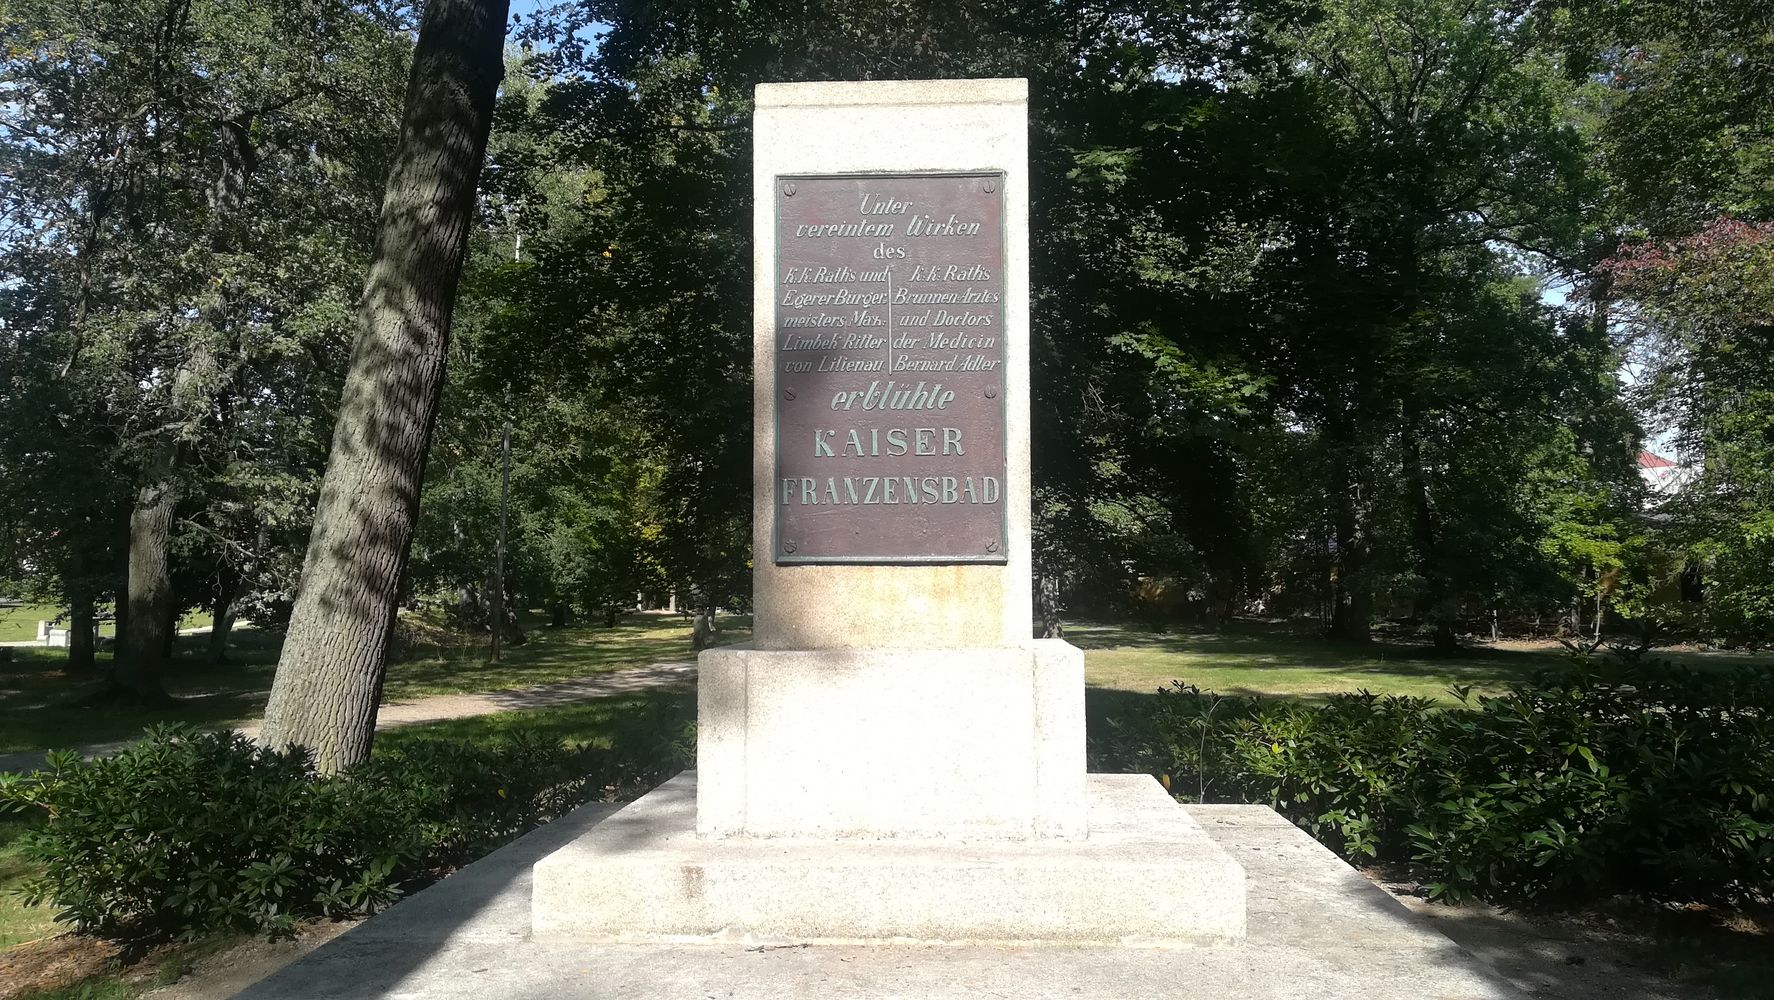 Unter
vereintem Wirken
des
k.k. Raths und
Egerer Burger-
meisters Max.
Limbek Ritter
von Lilienau
k.k. Raths
Brunnen Arztes
und Doctors
der Medicin
Bernard Adler
erblühte
KAISER
FRANZENSBAD